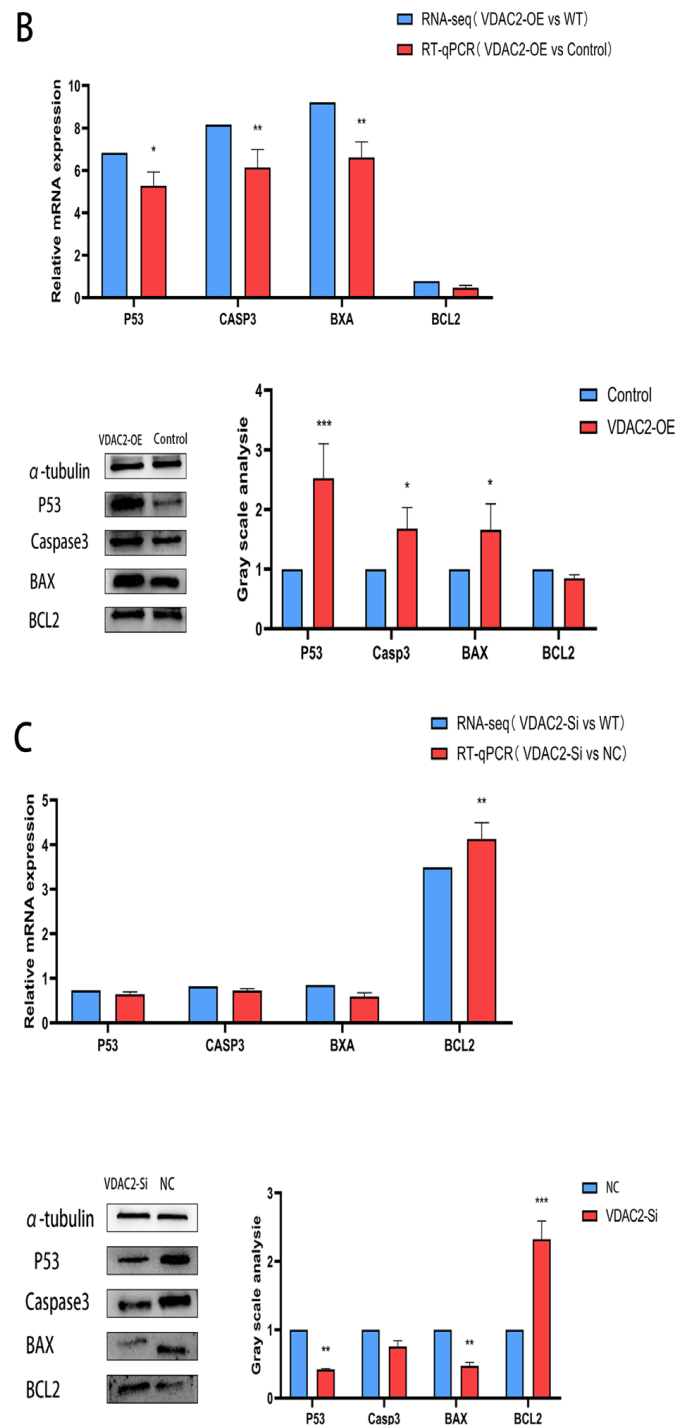 B
RNA-seq( VDAC2-OE vs WT)
RT-qPCR( VDAC2-OE vs Control)
Relative mRNA expression
10
8
6
4
2
0
* ** **
P53 CASP3 BXA BCL2
VDAC2-OE Control
α-tubulin
P53
Caspase3
BAX
BCL2
Control
VDAC2-OE
Gray scale analysie
4
3
2
1
0
*** * *
P53 Casp3 BAX BCL2
C
RNA-seq( VDAC2-Si vs WT)
RT-qPCR( VDAC2-Si vs NC)
Relative mRNA expression
5
4
3
2
1
0
**
P53 CASP3 BXA BCL2
VDAC2-Si NC
α-tubulin
P53
Caspase3
BAX
BCL2
NC
VDAC2-Si
Gray scale analysie
3
2
1
0
** ** ***
P53 Casp3 BAX BCL2